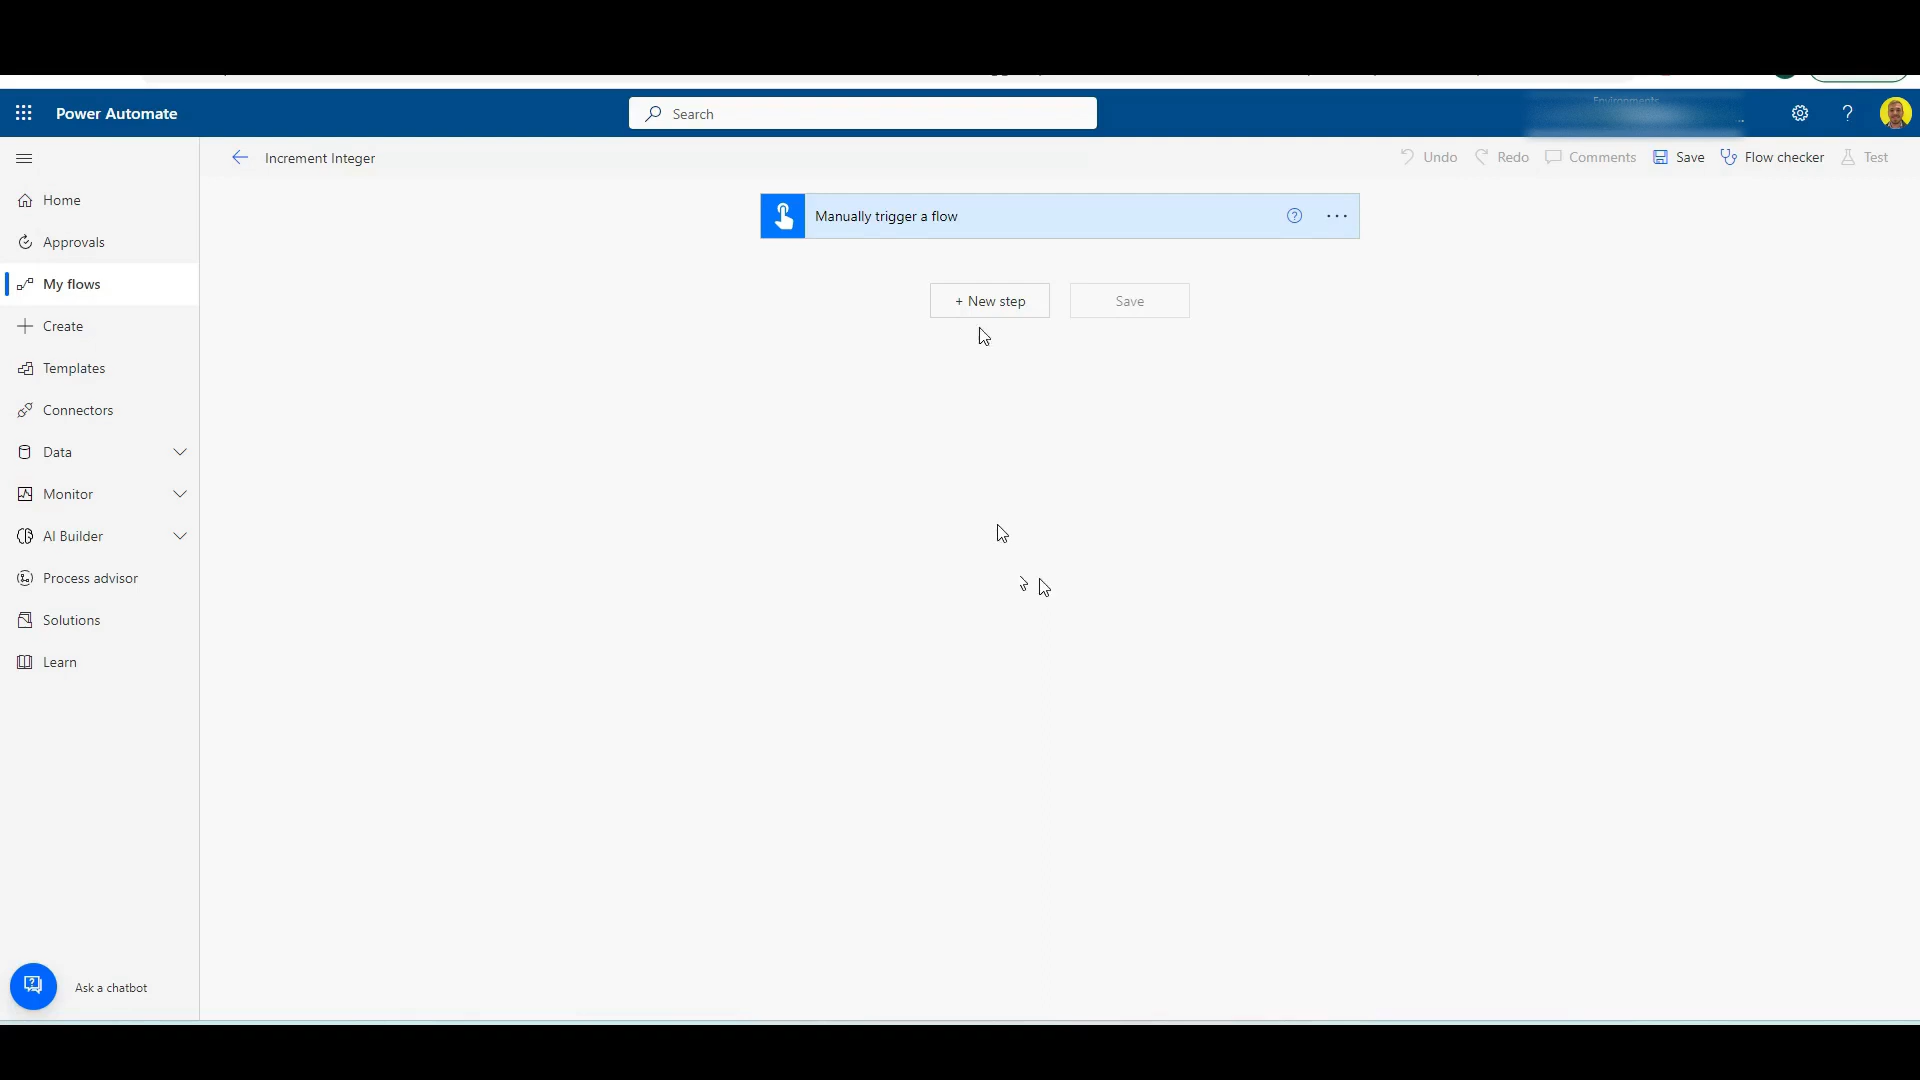 Power Automate
Search
Environments
?
Increment Integer
Undo
Redo
Comments
Save
Flow checker
Test
Home
Approvals
My flows
Create
Templates
Connectors
Data
Monitor
AI Builder
Process advisor
Solutions
Learn
Manually trigger a flow
?
...
+ New step
Save
Ask a chatbot